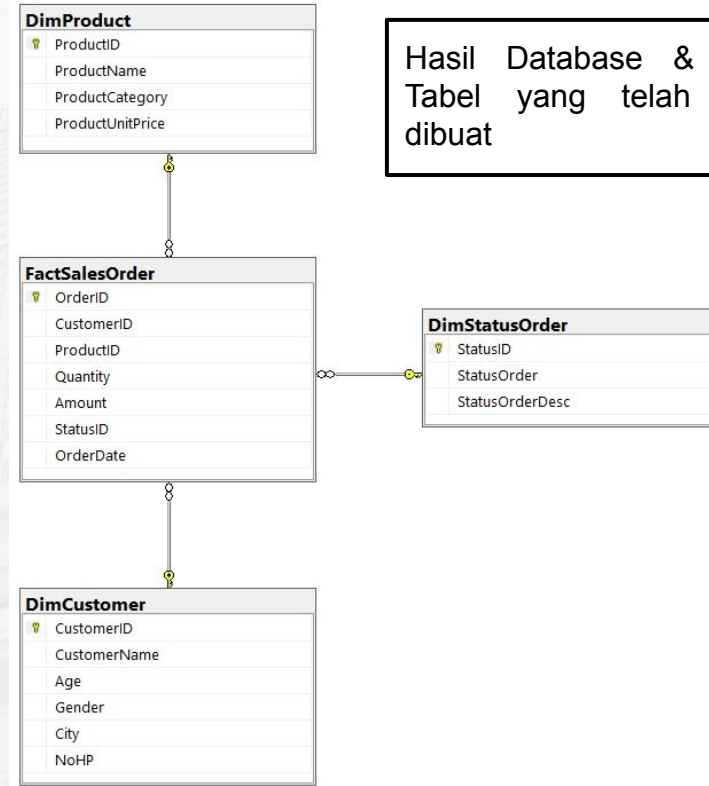 DimProduct
ProductID
ProductName
ProductCategory
ProductUnitPrice
Hasil Database &
Tabel yang telah
dibuat
FactSalesOrder
OrderID
CustomerID
ProductID
Quantity
Amount
StatusID
OrderDate
DimStatusOrder
StatusID
StatusOrder
StatusOrderDesc
DimCustomer
CustomerID
CustomerName
Age
Gender
City
NoHP